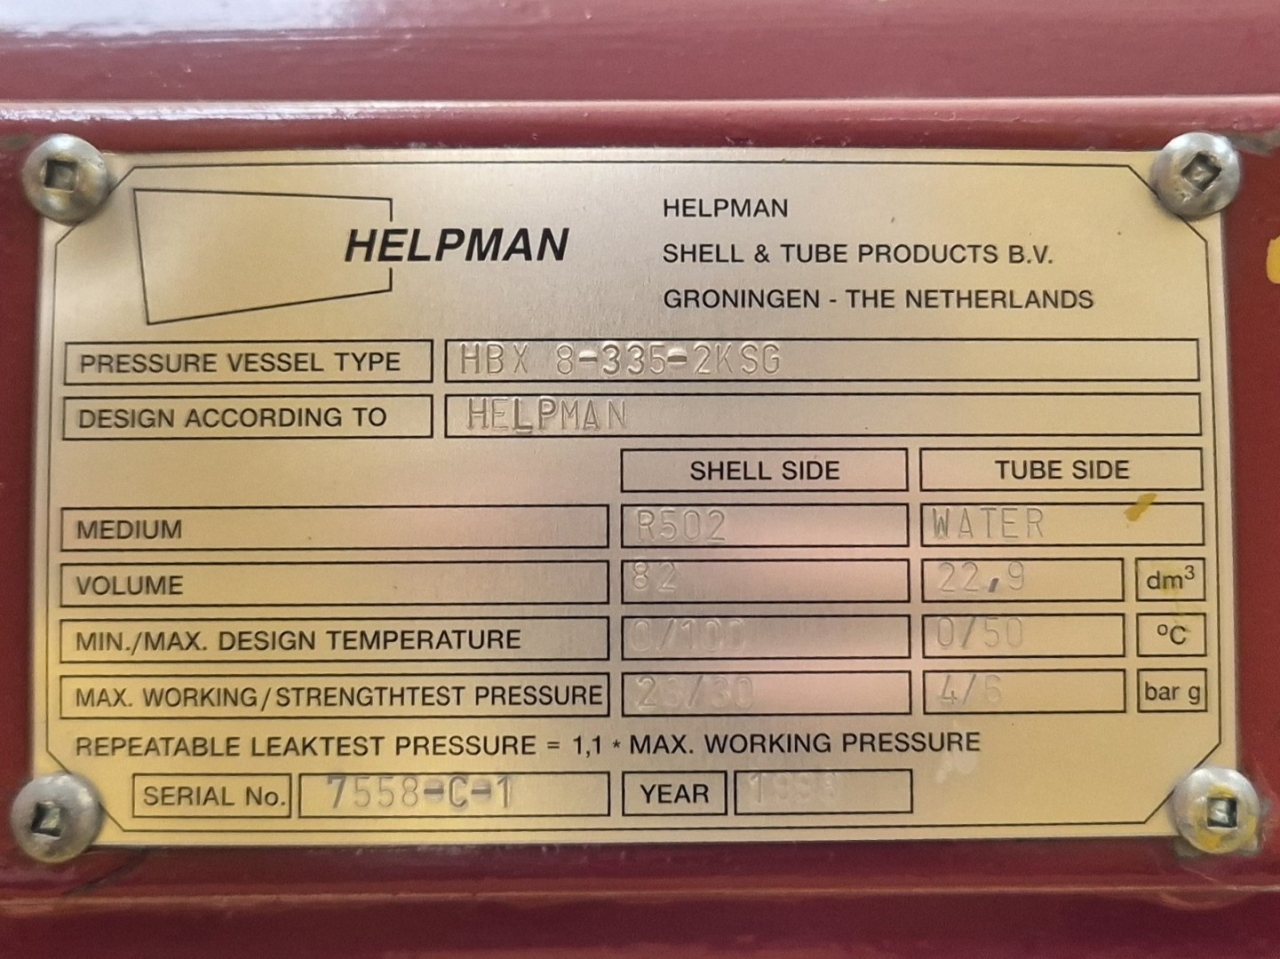 HELPMAN
HELPMAN
SHELL & TUBE PRODUCTS B.V.
GRONINGEN - THE NETHERLANDS
PRESSURE VESSEL TYPE HBX 8-335-2KSG
DESIGN ACCORDING TO HELPMAN
SHELL SIDE TUBE SIDE
MEDIUM R502 WATER
VOLUME 82 22,9 dm³
MIN./MAX. DESIGN TEMPERATURE 0/100 0/50 ºC
MAX. WORKING/STRENGTHTEST PRESSURE 4/6 bar g
REPEATABLE LEAKTEST PRESSURE = 1,1 * MAX. WORKING PRESSURE
SERIAL No. 7558-C-1 YEAR